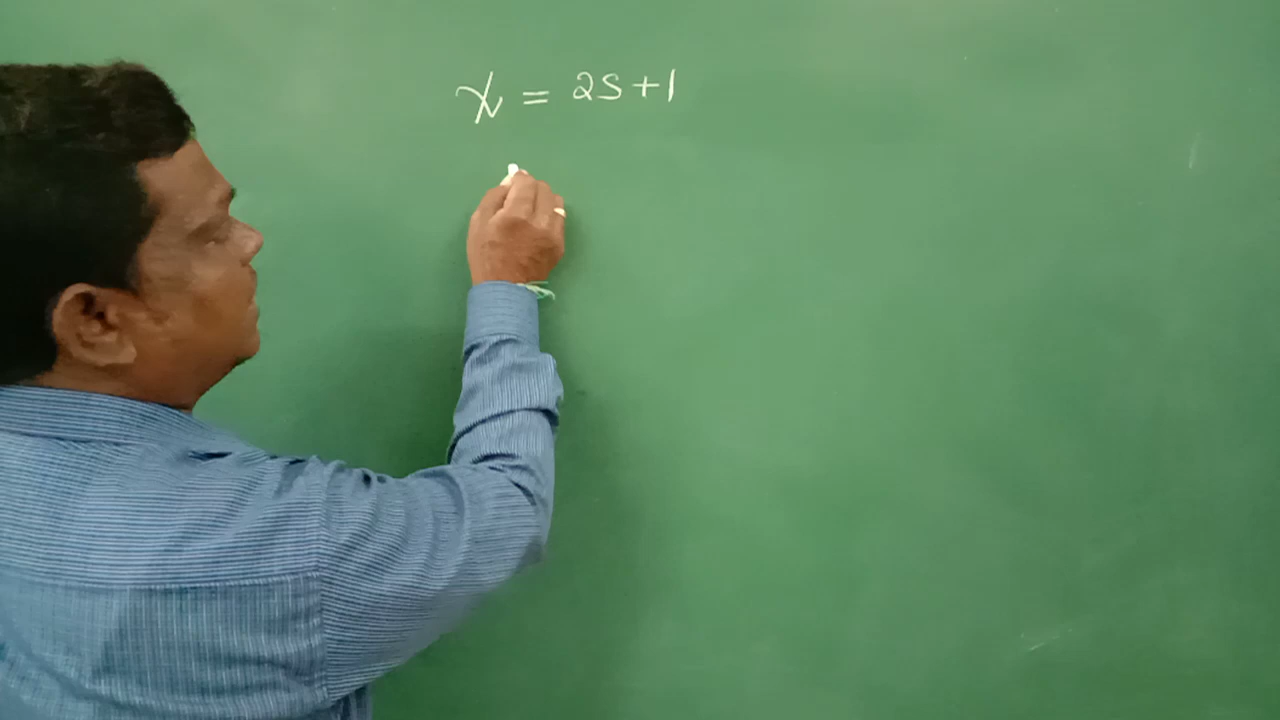 x = 2S+1